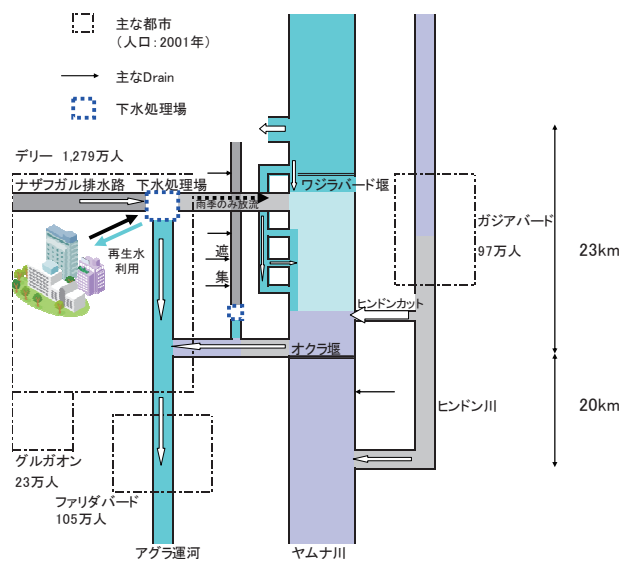 主な都市
（人口：2001年）
主なDrain
下水処理場
デリー 1,279万人
ナザフガル排水路
下水処理場
雨季のみ放流
ワジラバード堰
ガジアバード
97万人
23km
再生水
利用
遮
集
ヒンドンカット
オクラ堰
ヒンドン川
20km
グルガオン
23万人
ファリダバード
105万人
アグラ運河
ヤムナ川